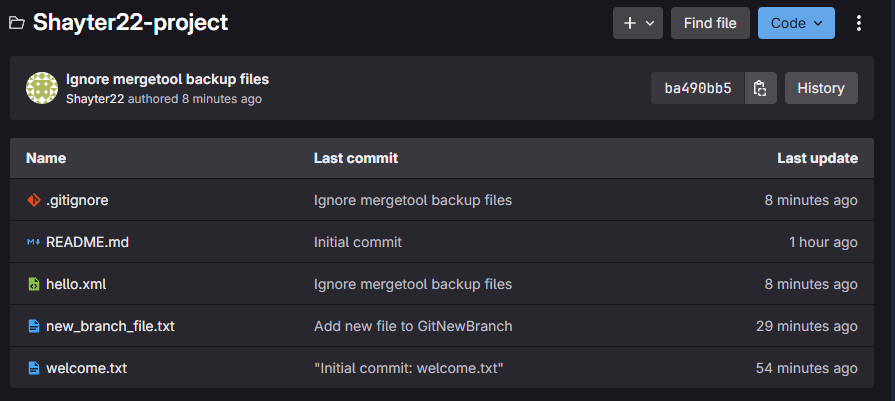 Shayter22-project
Find file
Code
Ignore mergetool backup files
Shayter22 authored 8 minutes ago
ba490bb5
History
Name Last commit Last update
.gitignore Ignore mergetool backup files 8 minutes ago
README.md Initial commit 1 hour ago
hello.xml Ignore mergetool backup files 8 minutes ago
new_branch_file.txt Add new file to GitNewBranch 29 minutes ago
welcome.txt "Initial commit: welcome.txt" 54 minutes ago